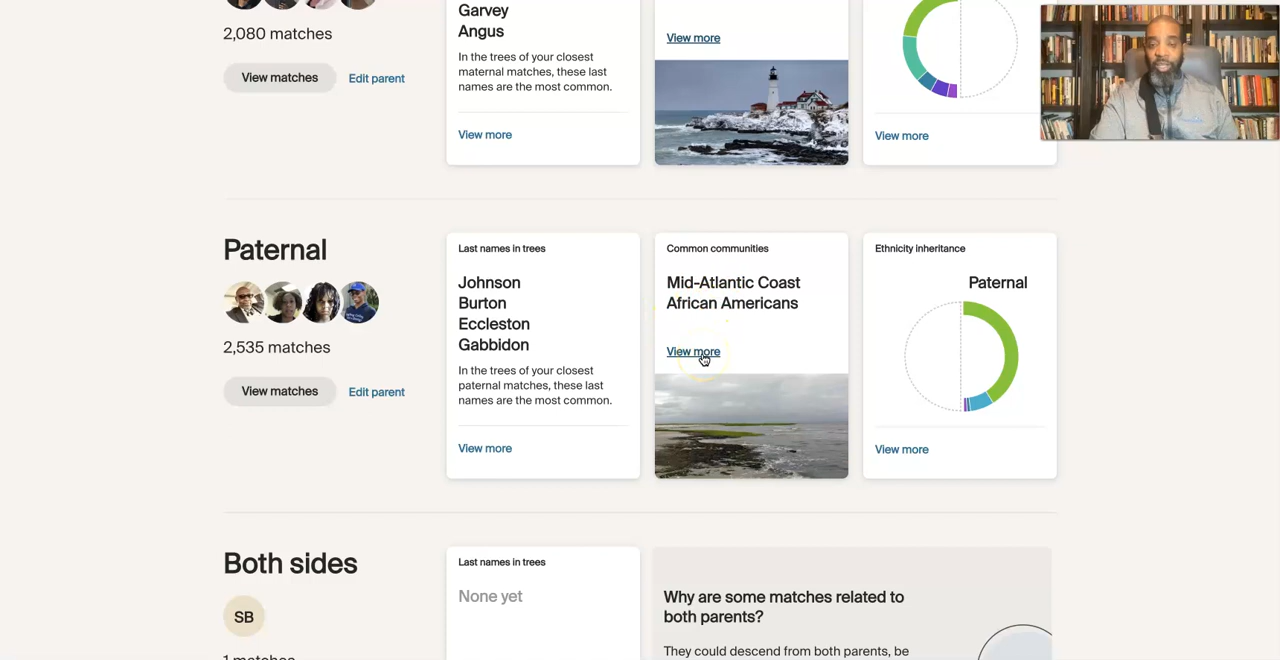 2,080 matches
View matches
Edit parent
Garvey
Angus
In the trees of your closest
maternal matches, these last
names are the most common.
View more
View more
View more
Paternal
2,535 matches
View matches
Edit parent
Last names in trees
Johnson
Burton
Eccleston
Gabbidon
In the trees of your closest
paternal matches, these last
names are the most common.
View more
Common communities
Mid-Atlantic Coast
African Americans
View more
Ethnicity inheritance
Paternal
View more
Both sides
SB
1 matches
Last names in trees
None yet
Why are some matches related to
both parents?
They could descend from both parents, be